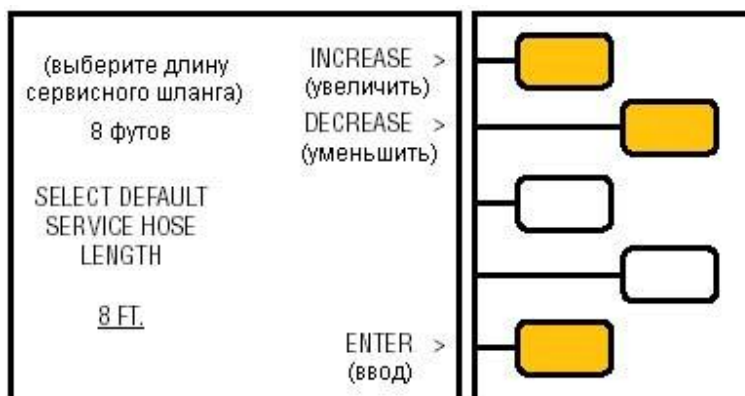 (выберите длину
сервисного шланга)
8 футов
SELECT DEFAULT
SERVICE HOSE
LENGTH
8 FT.
INCREASE >
(увеличить)
DECREASE >
(уменьшить)
ENTER >
(ввод)